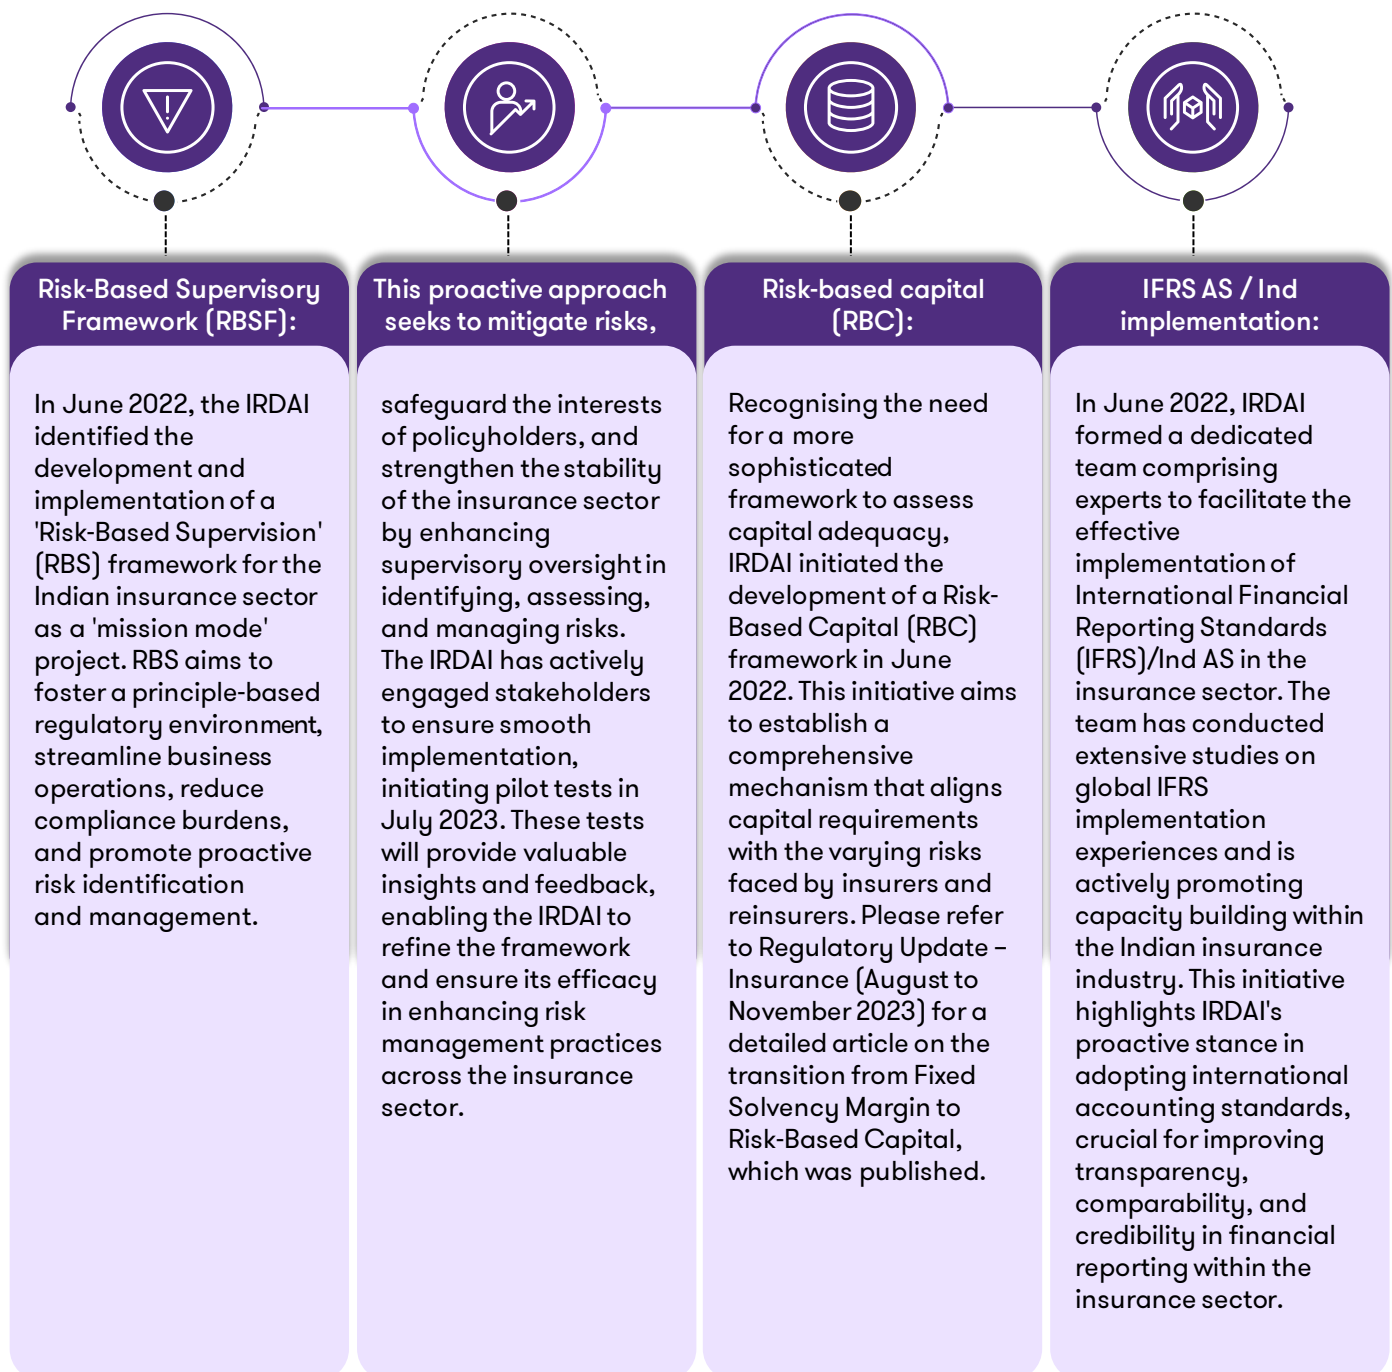 Risk-Based Supervisory
Framework (RBSF):
In June 2022, the IRDAI
identified the
development and
implementation of a
'Risk-Based Supervision'
(RBS) framework for the
Indian insurance sector
as a 'mission mode'
project. RBS aims to
foster a principle-based
regulatory environment,
streamline business
operations, reduce
compliance burdens,
and promote proactive
risk identification
and management.
This proactive approach
seeks to mitigate risks,
safeguard the interests
of policyholders, and
strengthen the stability
of the insurance sector
by enhancing
supervisory oversight in
identifying, assessing,
and managing risks.
The IRDAI has actively
engaged stakeholders
to ensure smooth
implementation,
initiating pilot tests in
July 2023. These tests
will provide valuable
insights and feedback,
enabling the IRDAI to
refine the framework
and ensure its efficacy
in enhancing risk
management practices
across the insurance
sector.
Risk-based capital
(RBC):
Recognising the need
for a more
sophisticated
framework to assess
capital adequacy,
IRDAI initiated the
development of a Risk-
Based Capital (RBC)
framework in June
2022. This initiative aims
to establish a
comprehensive
mechanism that aligns
capital requirements
with the varying risks
faced by insurers and
reinsurers. Please refer
to Regulatory Update –
Insurance (August to
November 2023) for a
detailed article on the
transition from Fixed
Solvency Margin to
Risk-Based Capital,
which was published.
IFRS AS / Ind
implementation:
In June 2022, IRDAI
formed a dedicated
team comprising
experts to facilitate the
effective
implementation of
International Financial
Reporting Standards
(IFRS)/Ind AS in the
insurance sector. The
team has conducted
extensive studies on
global IFRS
implementation
experiences and is
actively promoting
capacity building within
the Indian insurance
industry. This initiative
highlights IRDAI's
proactive stance in
adopting international
accounting standards,
crucial for improving
transparency,
comparability, and
credibility in financial
reporting within the
insurance sector.